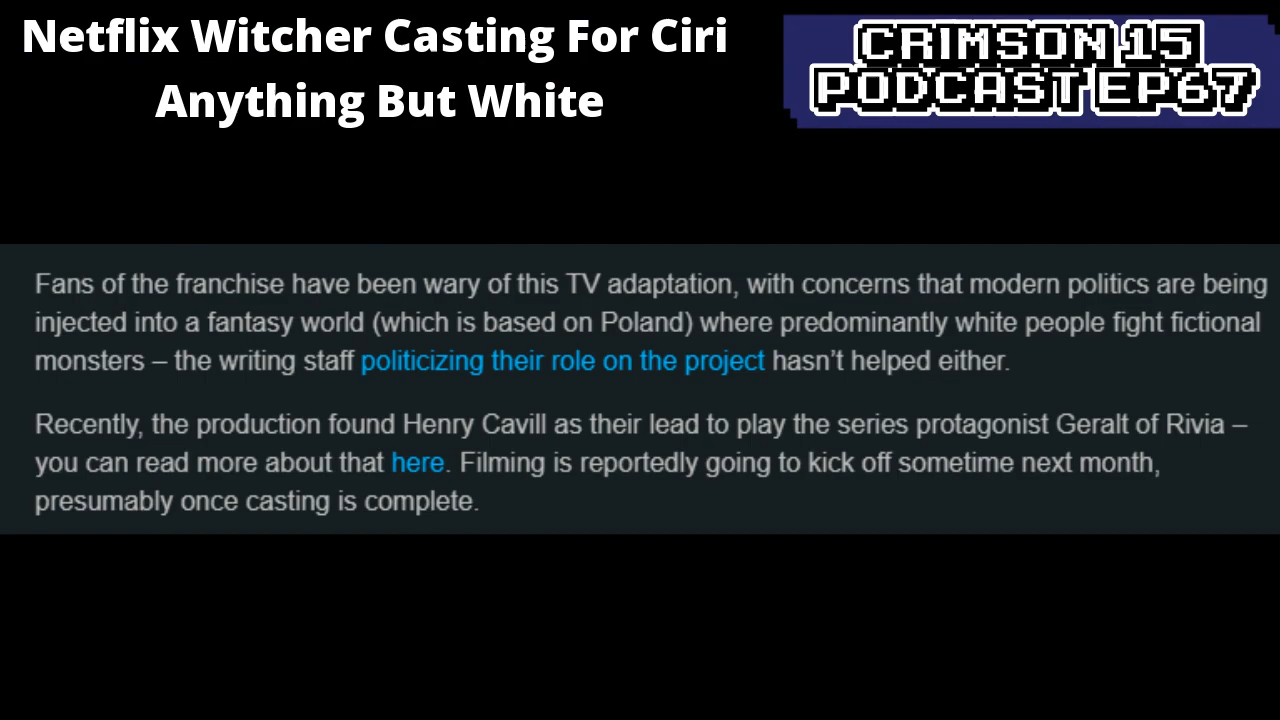 Netflix Witcher Casting For Ciri
Anything But White
CRIMSON 15
PODCAST EP67
Fans of the franchise have been wary of this TV adaptation, with concerns that modern politics are being
injected into a fantasy world (which is based on Poland) where predominantly white people fight fictional
monsters – the writing staff politicizing their role on the project hasn't helped either.
Recently, the production found Henry Cavill as their lead to play the series protagonist Geralt of Rivia –
you can read more about that here. Filming is reportedly going to kick off sometime next month,
presumably once casting is complete.